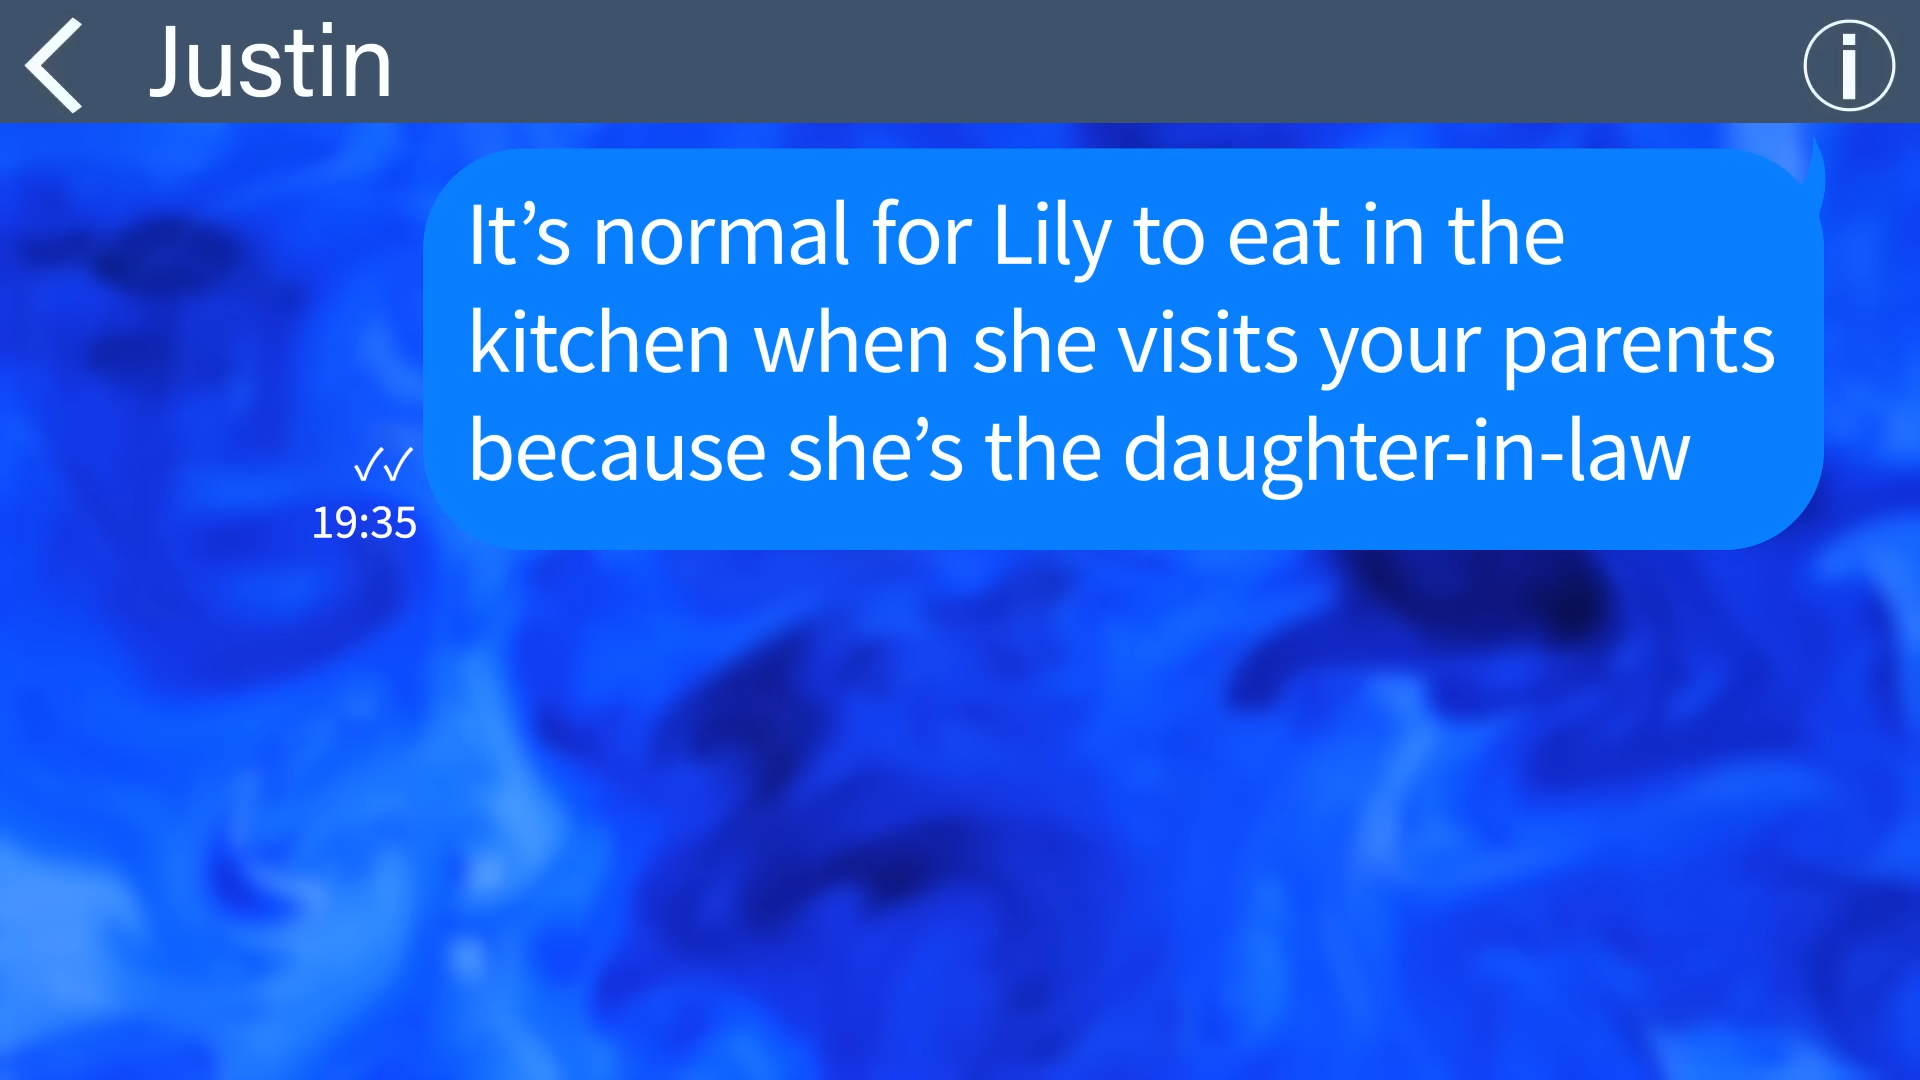 Justin
It’s normal for Lily to eat in the
kitchen when she visits your parents
because she’s the daughter-in-law
✓✓
19:35